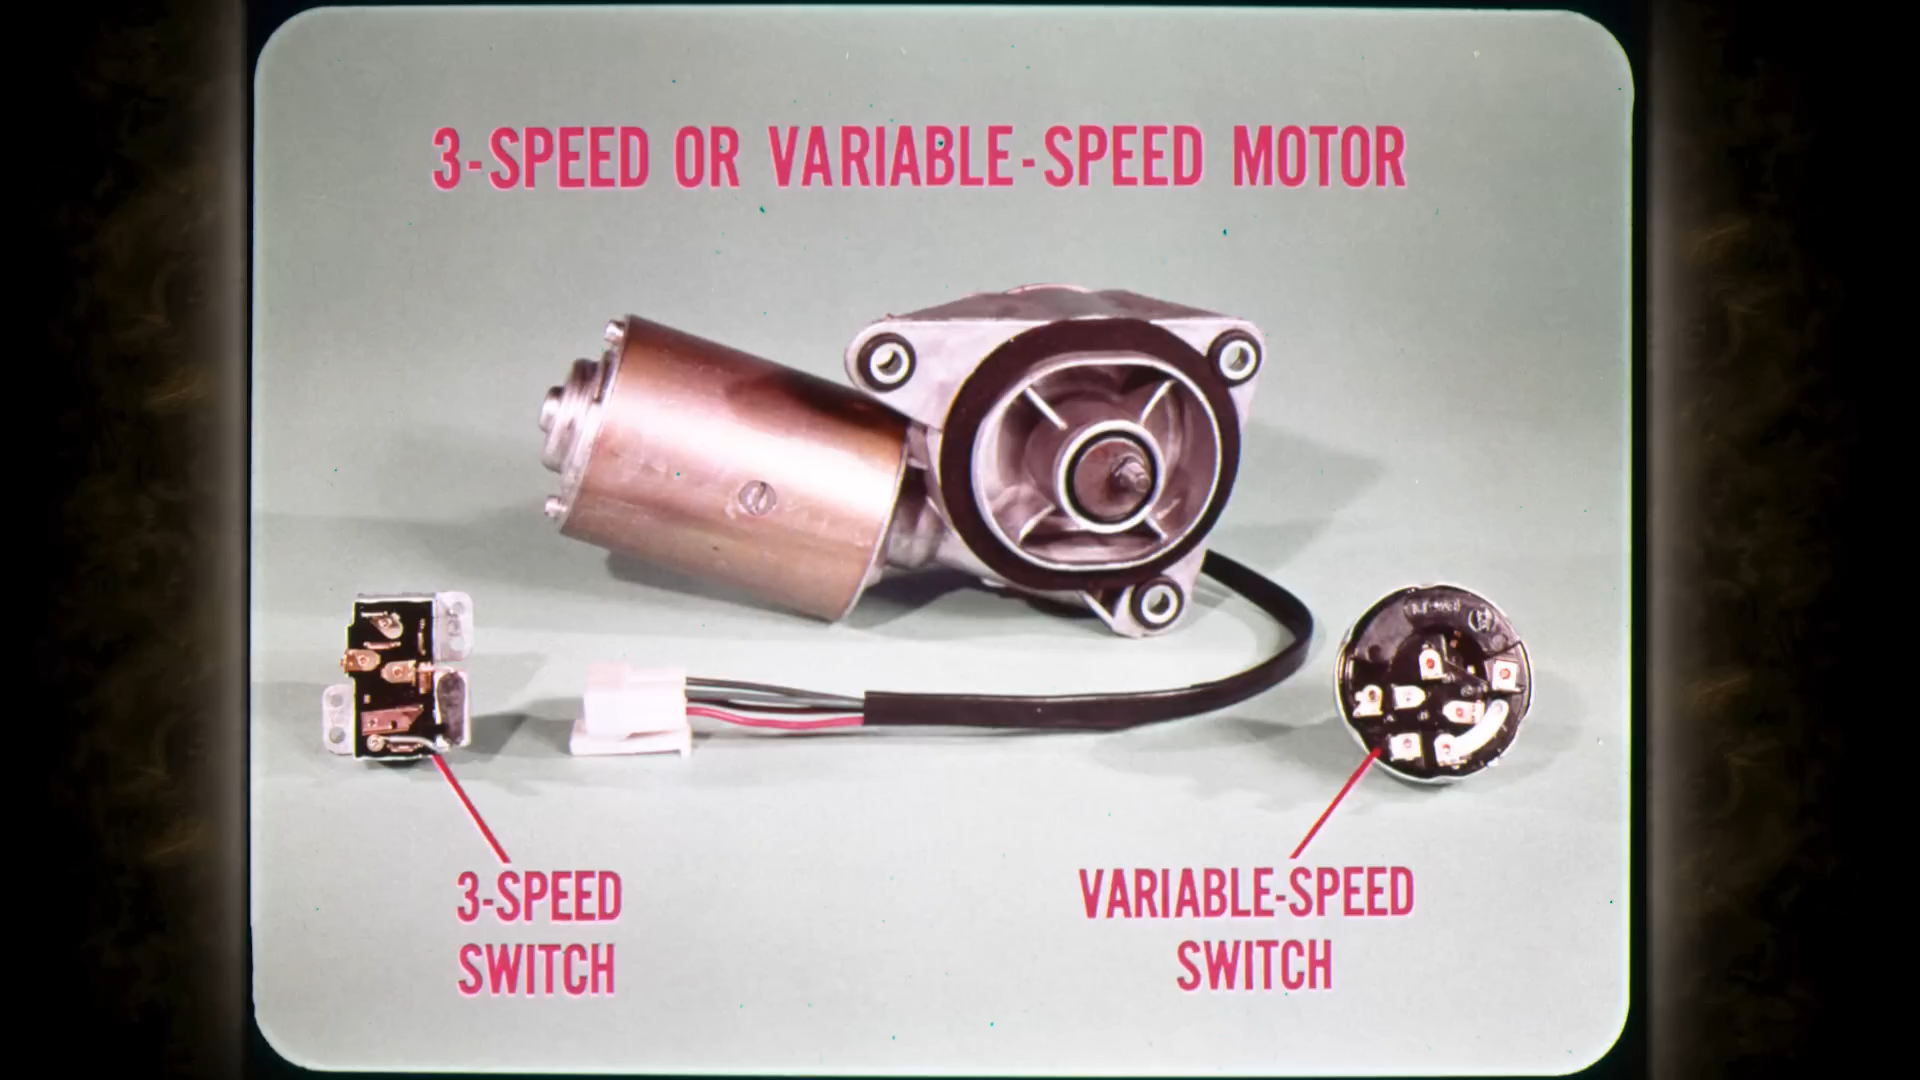 3-SPEED OR VARIABLE-SPEED MOTOR
3-SPEED
SWITCH
VARIABLE-SPEED
SWITCH